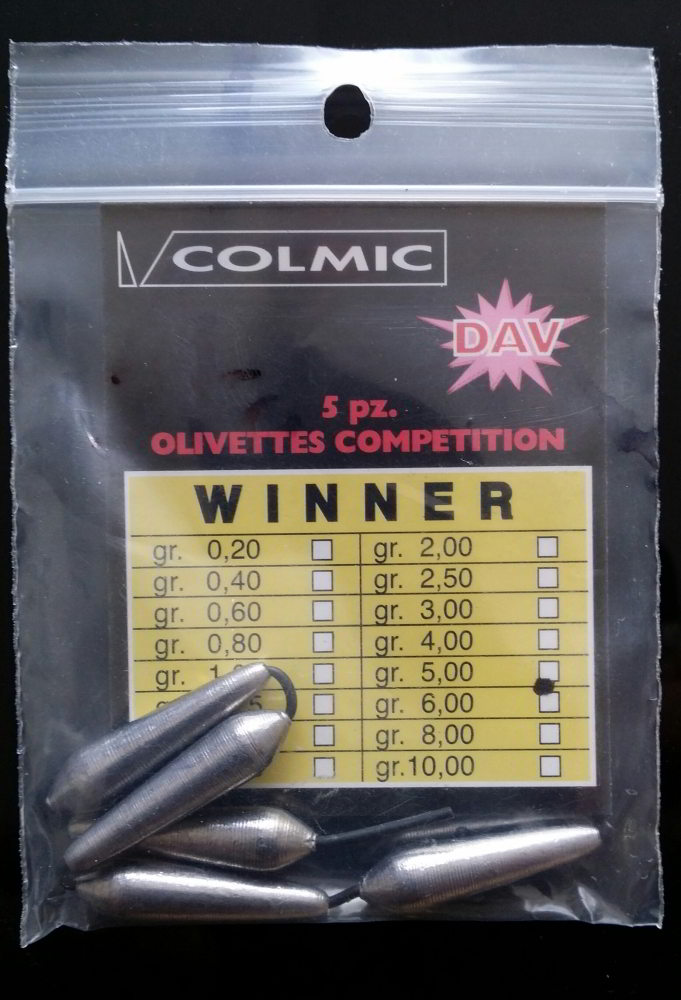 COLMIC
DAV
5 pz.
OLIVETTES COMPETITION
WINNER
gr. 0,20
gr. 2,00
gr. 0,40
gr. 2,50
gr. 0,60
gr. 3,00
gr. 0,80
gr. 4,00
gr.
gr. 5,00
gr. 6,00
gr. 8,00
gr.10,00